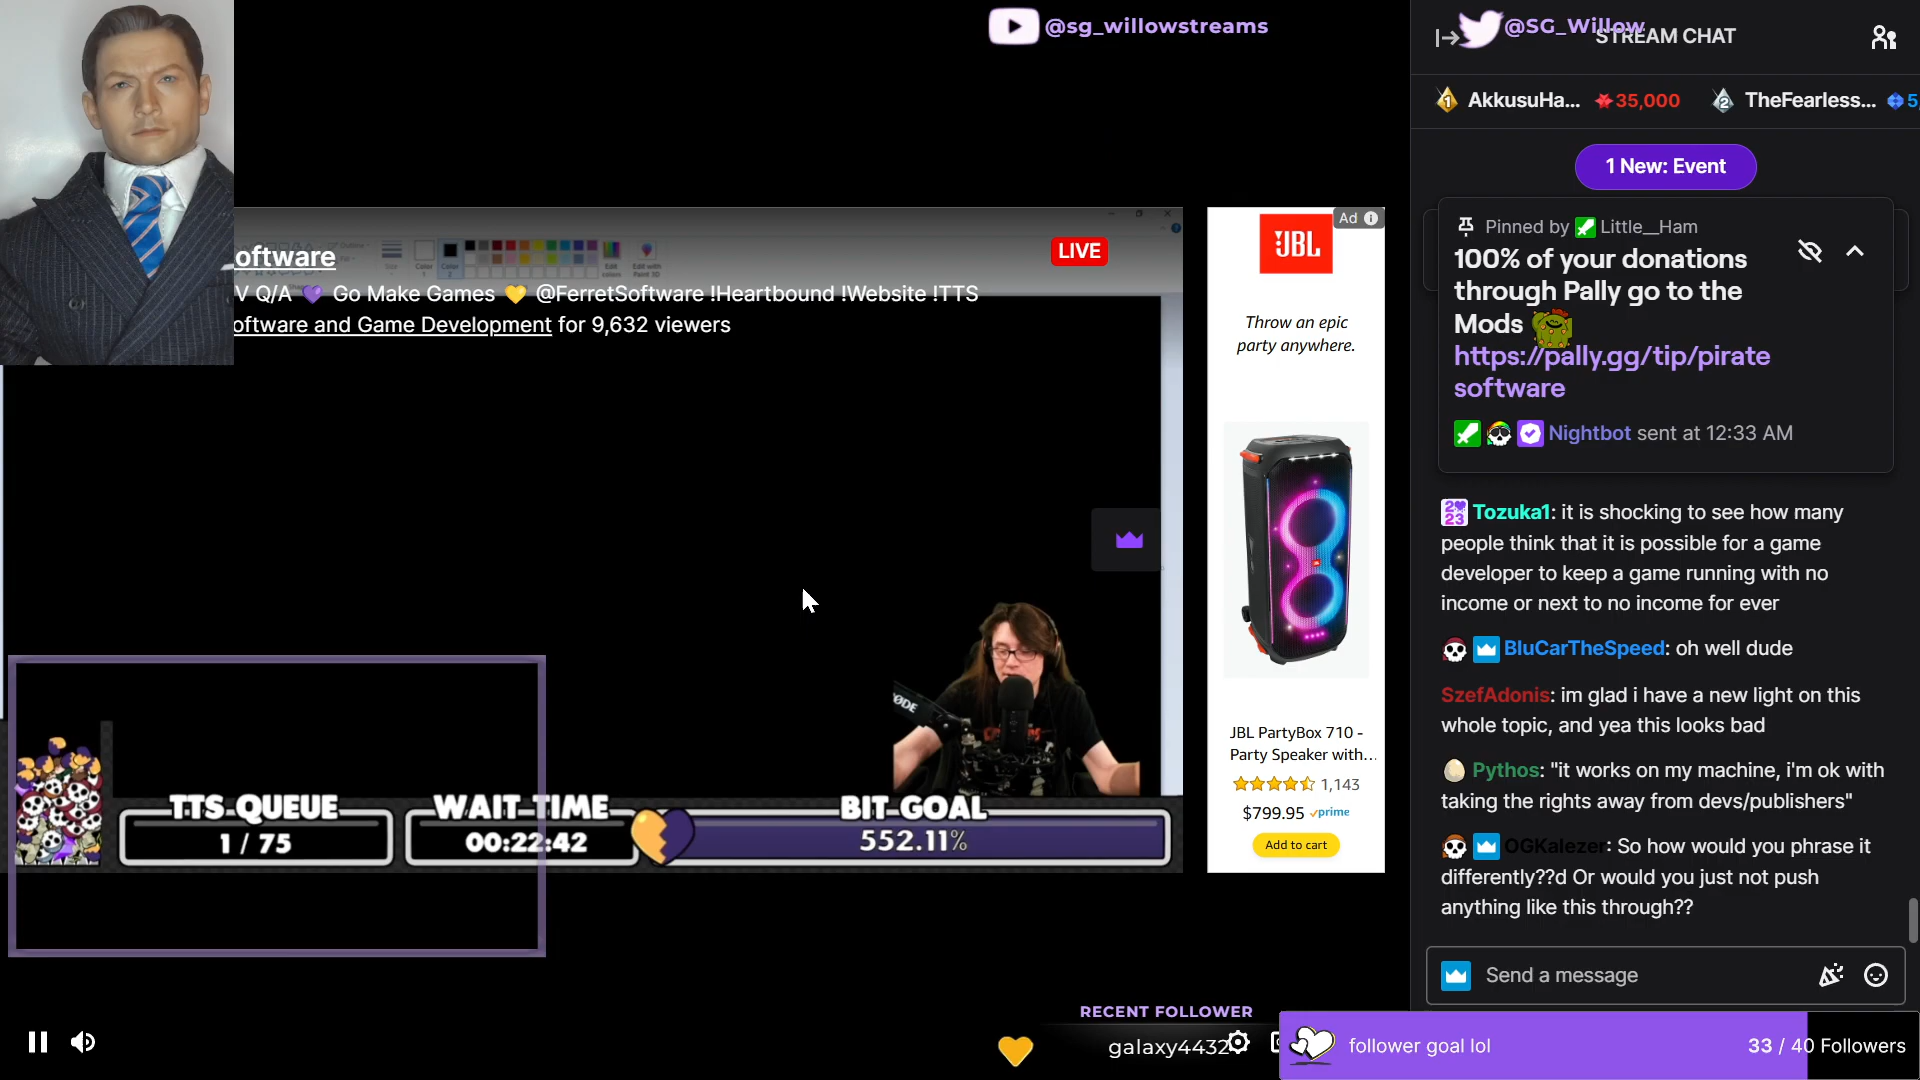 @sg_willowstreams
@SG_Willow
STREAM CHAT
1 AkkusuHa... 35,000 2 TheFearless... 5,
1 New: Event
Pinned by Little__Ham
100% of your donations
through Pally go to the
Mods
https://pally.gg/tip/pirate
software
Nightbot sent at 12:33 AM
oftware
LIVE
V Q/A 💜 Go Make Games 💛 @FerretSoftware !Heartbound !Website !TTS
oftware and Game Development for 9,632 viewers
Ad
JBL
Throw an epic
party anywhere.
JBL PartyBox 710 -
Party Speaker with...
1,143
$799.95 prime
Add to cart
RØDE
TTS QUEUE
1 / 75
WAIT TIME
00:22:42
BIT GOAL
552.11%
Tozuka1: it is shocking to see how many
people think that it is possible for a game
developer to keep a game running with no
income or next to no income for ever
BluCarTheSpeed: oh well dude
SzefAdonis: im glad i have a new light on this
whole topic, and yea this looks bad
Pythos: "it works on my machine, i'm ok with
taking the rights away from devs/publishers"
OGKalezer: So how would you phrase it
differently??d Or would you just not push
anything like this through??
Send a message
RECENT FOLLOWER
galaxy4432
follower goal lol
33 / 40 Followers